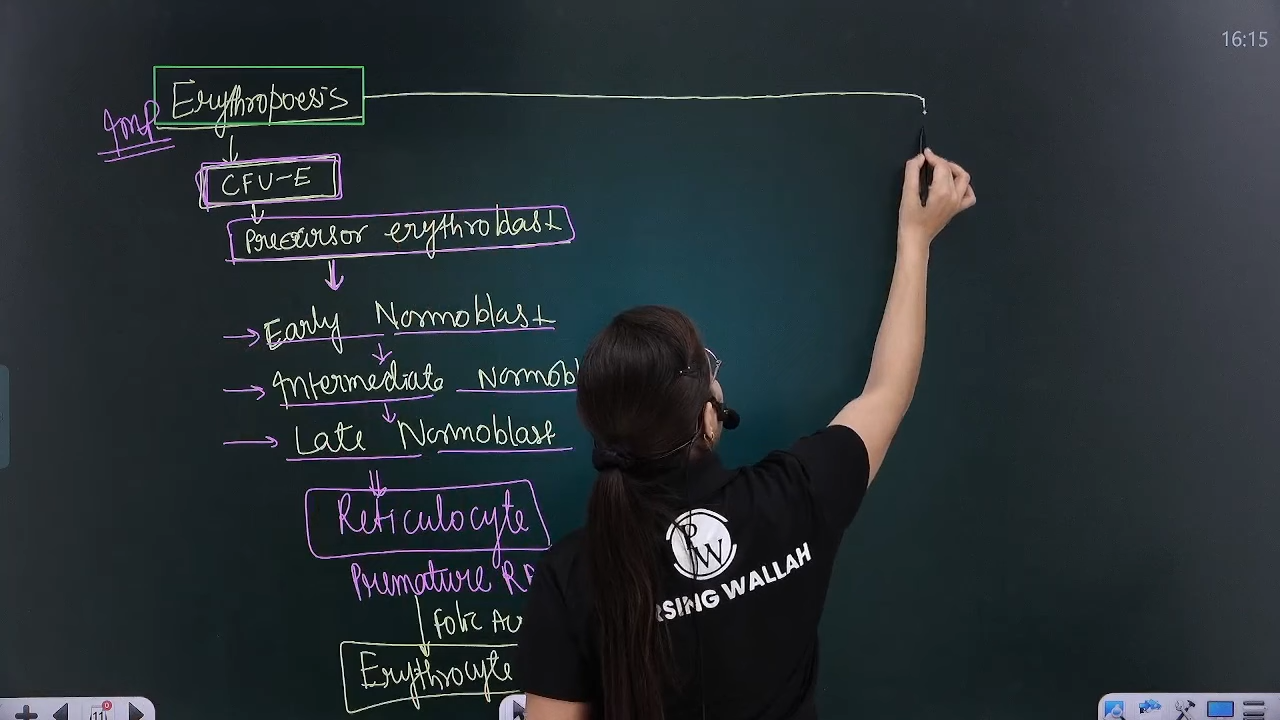 16:15
Erythropoesis
Imp
CFU-E
Precursor erythroblast
Early Normoblast
Intermediate Normobl
Late Normoblast
Reticulocyte
Premature
Folic
Erythrocyte
PW
RSING WALLAH
11